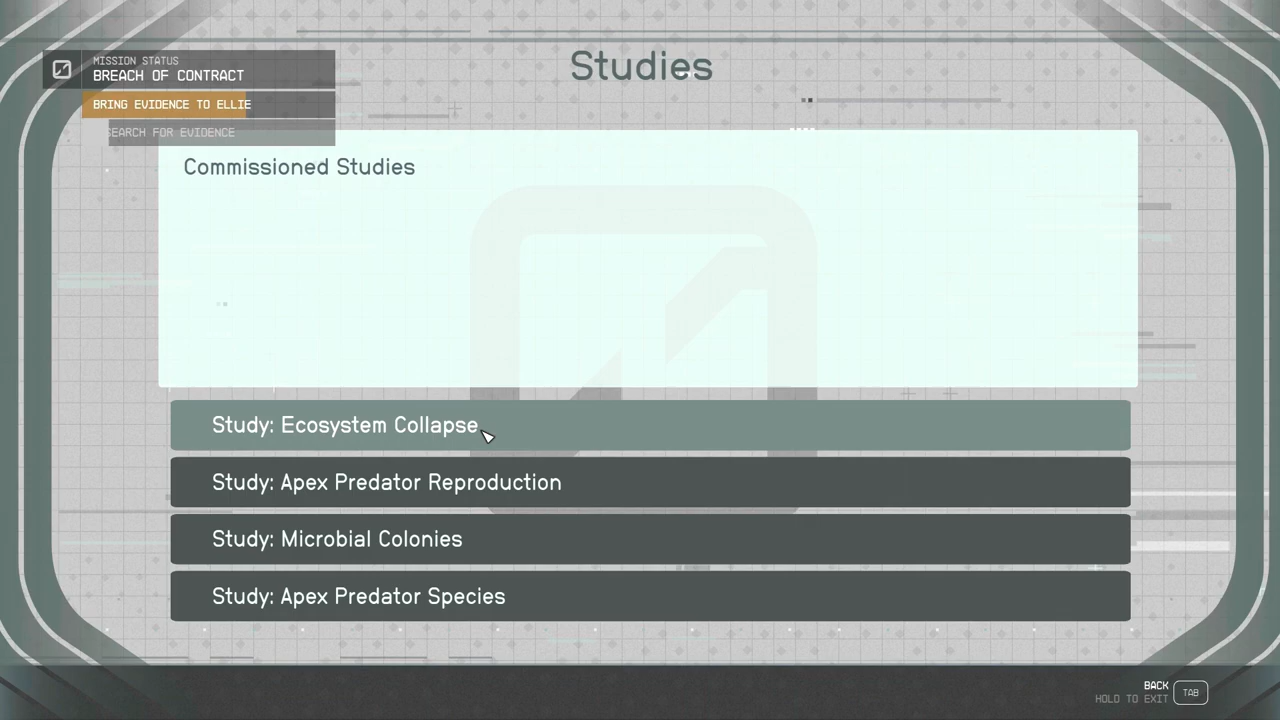 Studies
MISSION STATUS
BREACH OF CONTRACT
BRING EVIDENCE TO ELLIE
SEARCH FOR EVIDENCE
Commissioned Studies
Study: Ecosystem Collapse
Study: Apex Predator Reproduction
Study: Microbial Colonies
Study: Apex Predator Species
BACK
HOLD TO EXIT
TAB